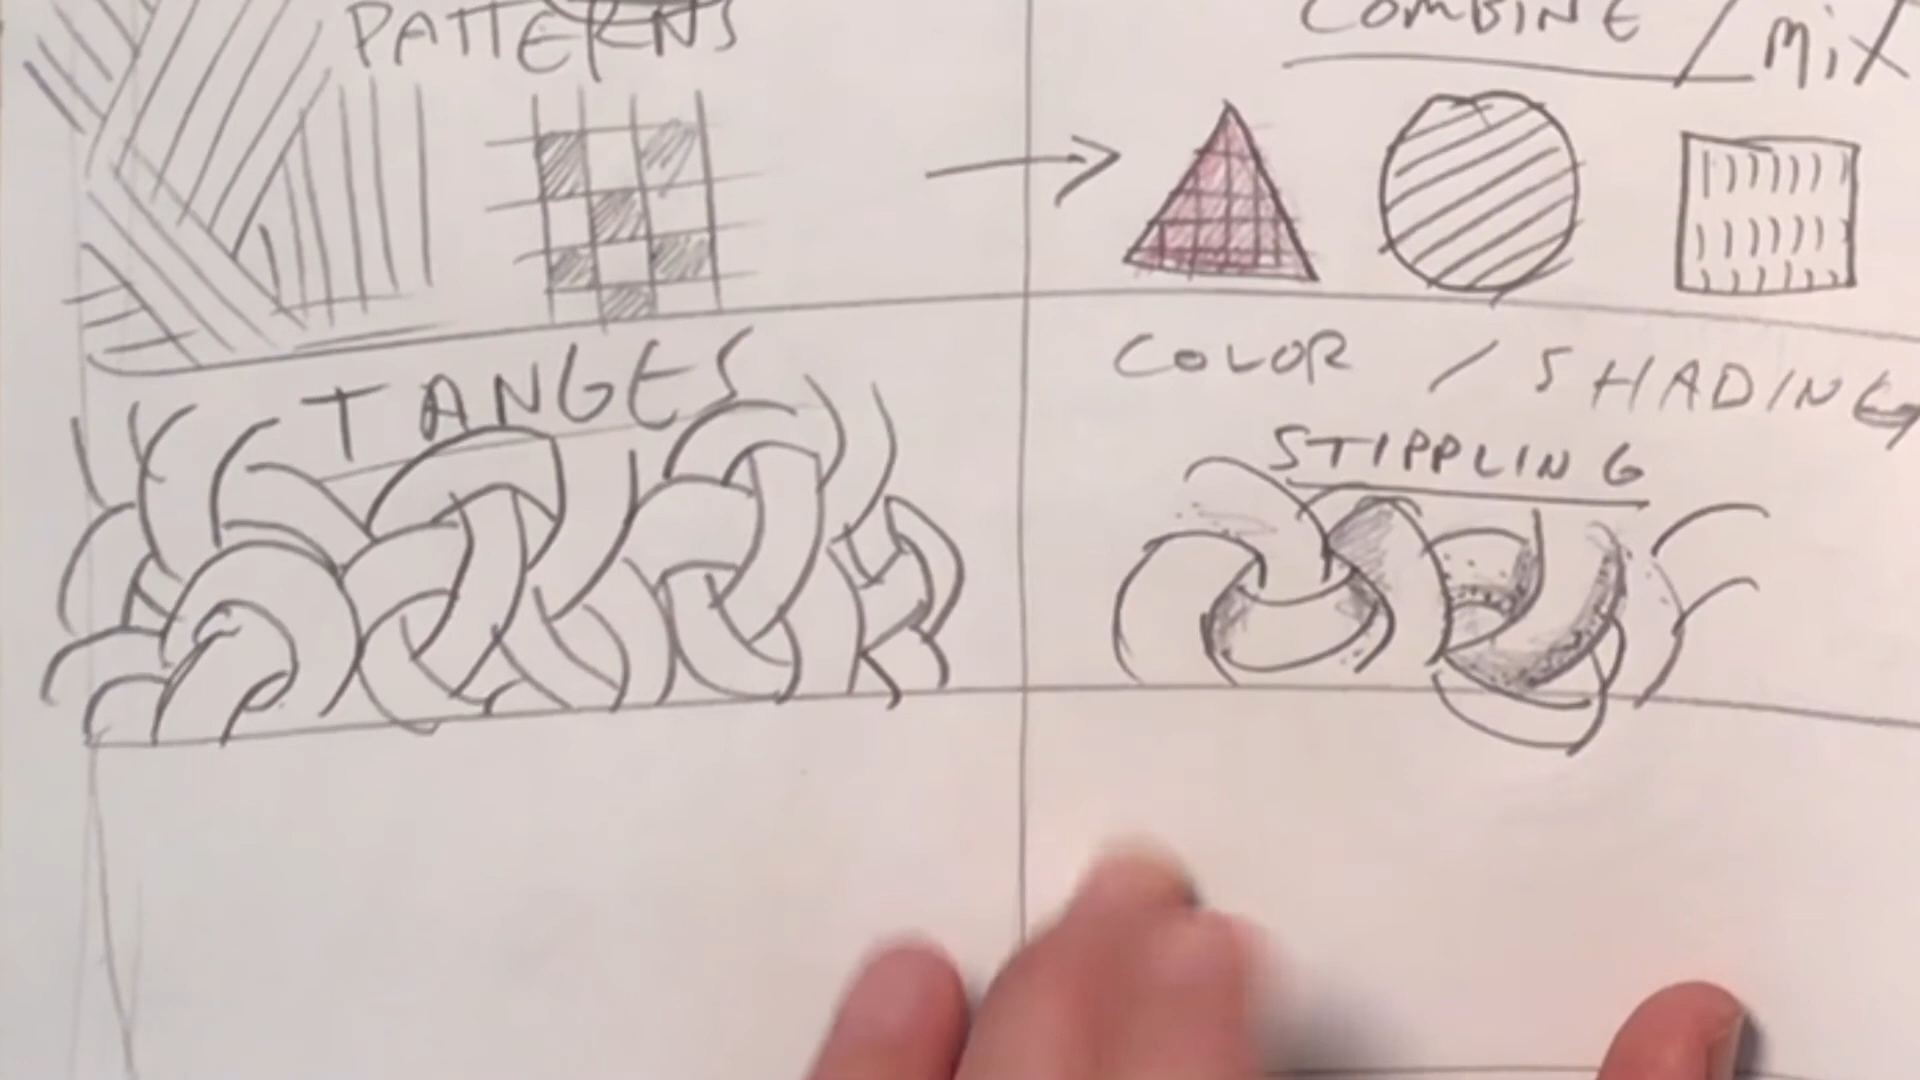 PATTERNS
COMBINE / MiX
TANGES
COLOR / SHADING
STIPPLING